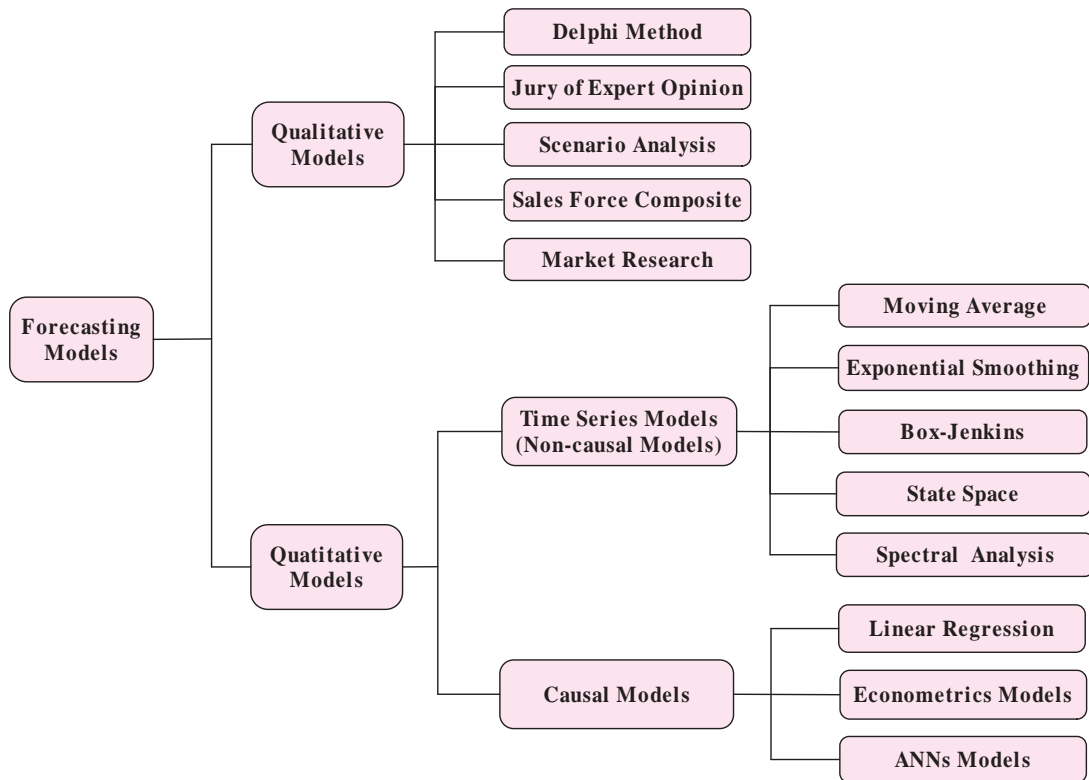 Forecasting
Models
Qualitative
Models
Delphi Method
Jury of Expert Opinion
Scenario Analysis
Sales Force Composite
Market Research
Quatitative
Models
Time Series Models
(Non-causal Models)
Moving Average
Exponential Smoothing
Box-Jenkins
State Space
Spectral Analysis
Causal Models
Linear Regression
Econometrics Models
ANNs Models